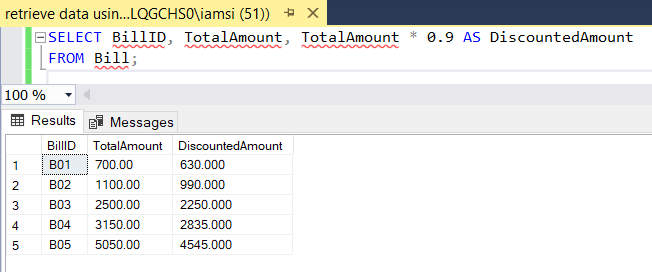 retrieve data usin...LQGCHS0\iamsi (51))
SELECT BillID, TotalAmount, TotalAmount * 0.9 AS DiscountedAmount
FROM Bill;
100 %
Results Messages
BillID TotalAmount DiscountedAmount
1 B01 700.00 630.000
2 B02 1100.00 990.000
3 B03 2500.00 2250.000
4 B04 3150.00 2835.000
5 B05 5050.00 4545.000